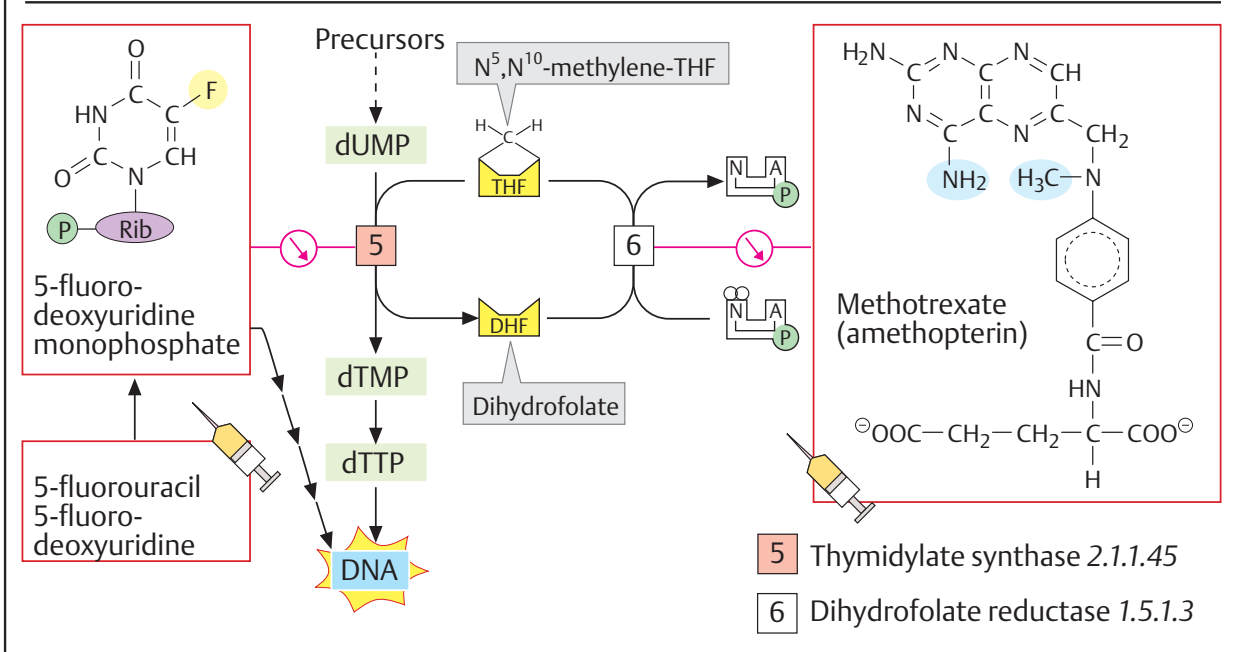 Precursors
N⁵,N¹⁰-methylene-THF
O
C
F
HN
C
C
CH
O
N
P
Rib
5-fluoro-
deoxyuridine
monophosphate
5-fluorouracil
5-fluoro-
deoxyuridine
dUMP
H C H
THF
5
6
N A
P
DHF
N A
P
Dihydrofolate
dTMP
dTTP
DNA
H₂N
N
N
C
C
CH
N
C
C
C
N
CH₂
NH2
H₃C
N
Methotrexate
(amethopterin)
C=O
HN
⊖OOC—CH₂—CH₂—C—COO⊖
H
5 Thymidylate synthase 2.1.1.45
6 Dihydrofolate reductase 1.5.1.3